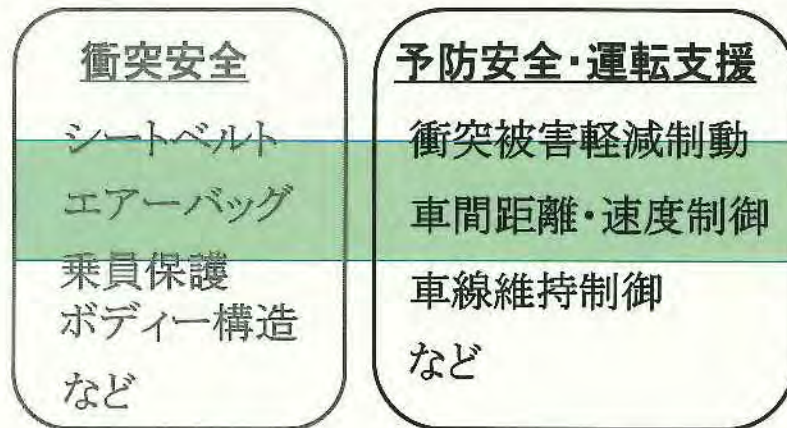 衝突安全
シートベルト
エアーバッグ
乗員保護
ボディー構造
など
予防安全・運転支援
衝突被害軽減制動
車間距離・速度制御
車線維持制御
など